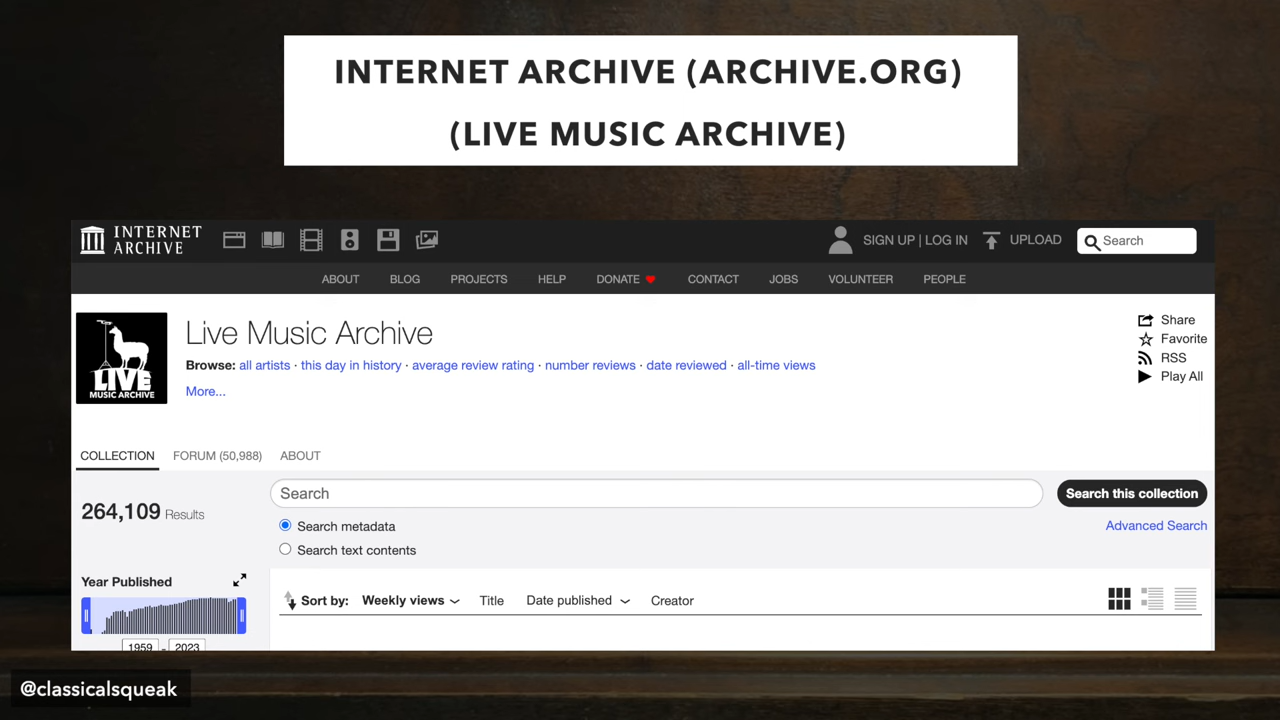 INTERNET ARCHIVE (ARCHIVE.ORG)
(LIVE MUSIC ARCHIVE)
INTERNET ARCHIVE
SIGN UP | LOG IN UPLOAD Search
ABOUT BLOG PROJECTS HELP DONATE CONTACT JOBS VOLUNTEER PEOPLE
LIVE
MUSIC ARCHIVE
Live Music Archive
Browse: all artists · this day in history · average review rating · number reviews · date reviewed · all-time views
More...
Share
Favorite
RSS
Play All
COLLECTION FORUM (50,988) ABOUT
264,109 Results
Search Search this collection
Search metadata Advanced Search
Search text contents
Year Published
Sort by: Weekly views Title Date published Creator
1959 - 2023
@classicalsqueak